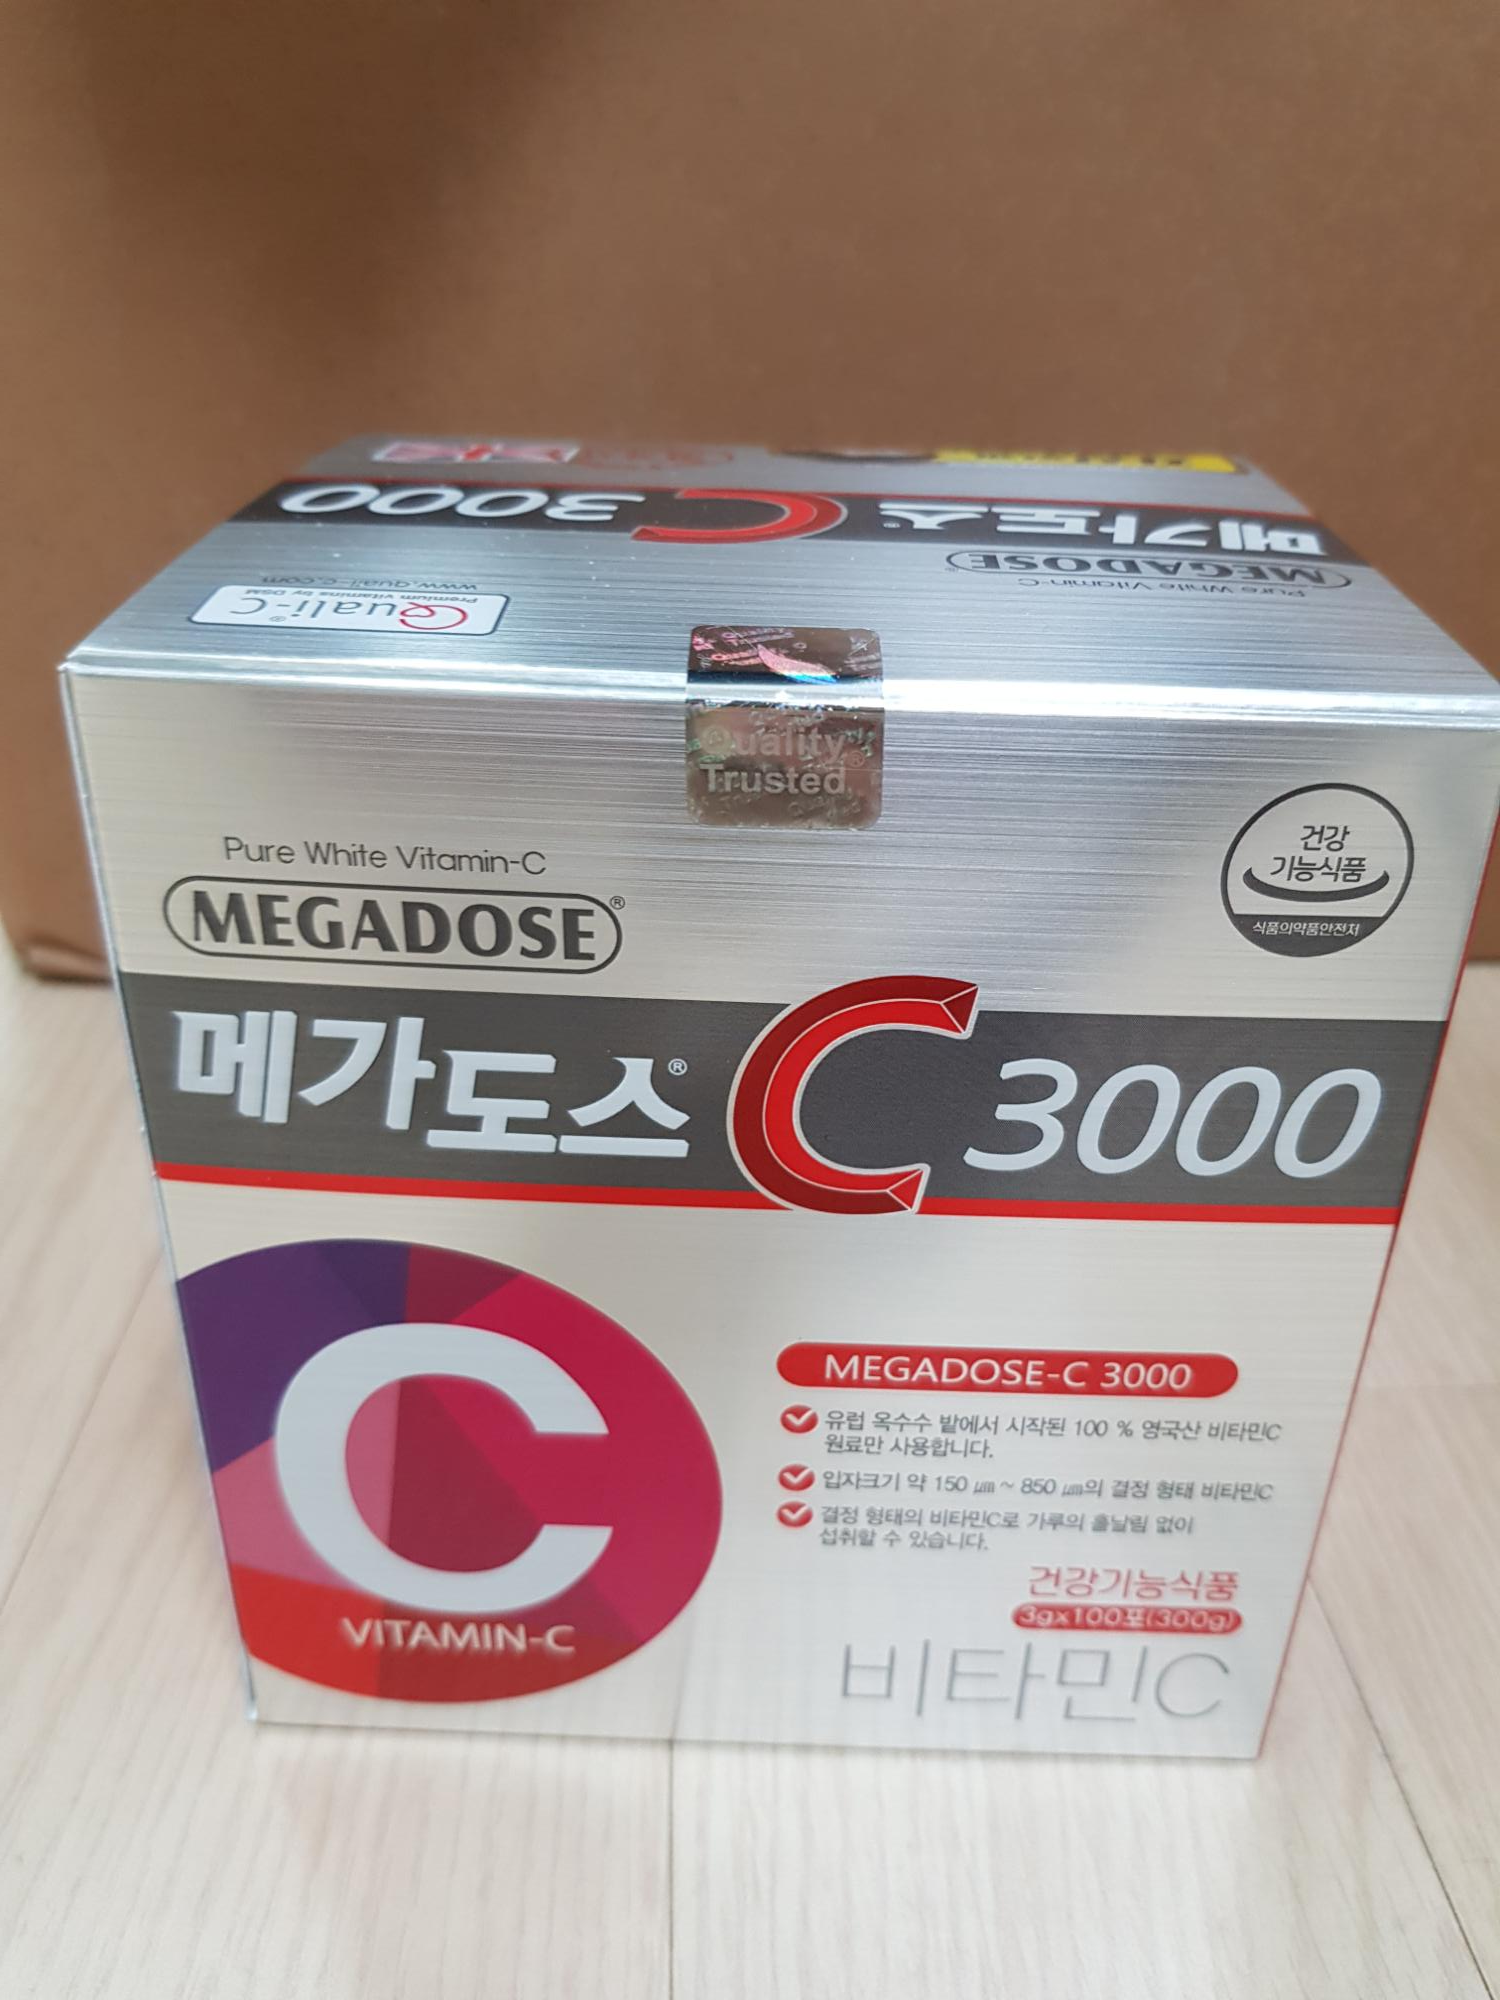 메가도스® C 3000
MEGADOSE®
Pure White Vitamin-C
Quali-C®
Premium vitamins by DSM
www.quali-c.com
Quality®
Trusted
Pure White Vitamin-C
MEGADOSE®
건강
기능식품
식품의약품안전처
메가도스® C 3000
C
VITAMIN-C
MEGADOSE-C 3000
유럽 옥수수 밭에서 시작된 100 % 영국산 비타민C
원료만 사용합니다.
입자크기 약 150 ㎛ ~ 850 ㎛의 결정 형태 비타민C
결정 형태의 비타민C로 가루의 흩날림 없이
섭취할 수 있습니다.
건강기능식품
3g×100포(300g)
비타민C